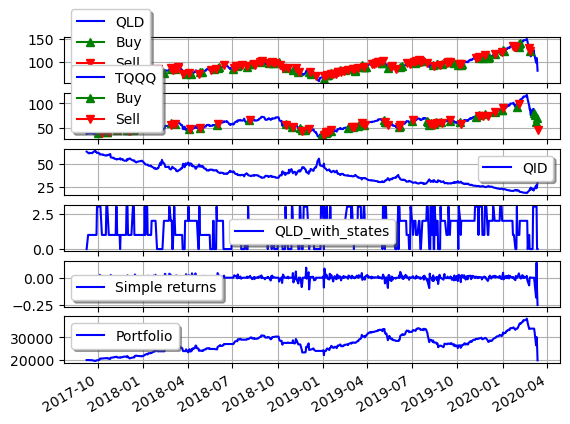 QLD
Buy
Sell
150
100
TQQQ
Buy
Sell
100
50
QID
50
25
QLD_with_states
2.5
0.0
Simple returns
0.00
−0.25
Portfolio
30000
20000
2017-10
2018-01
2018-04
2018-07
2018-10
2019-01
2019-04
2019-07
2019-10
2020-01
2020-04